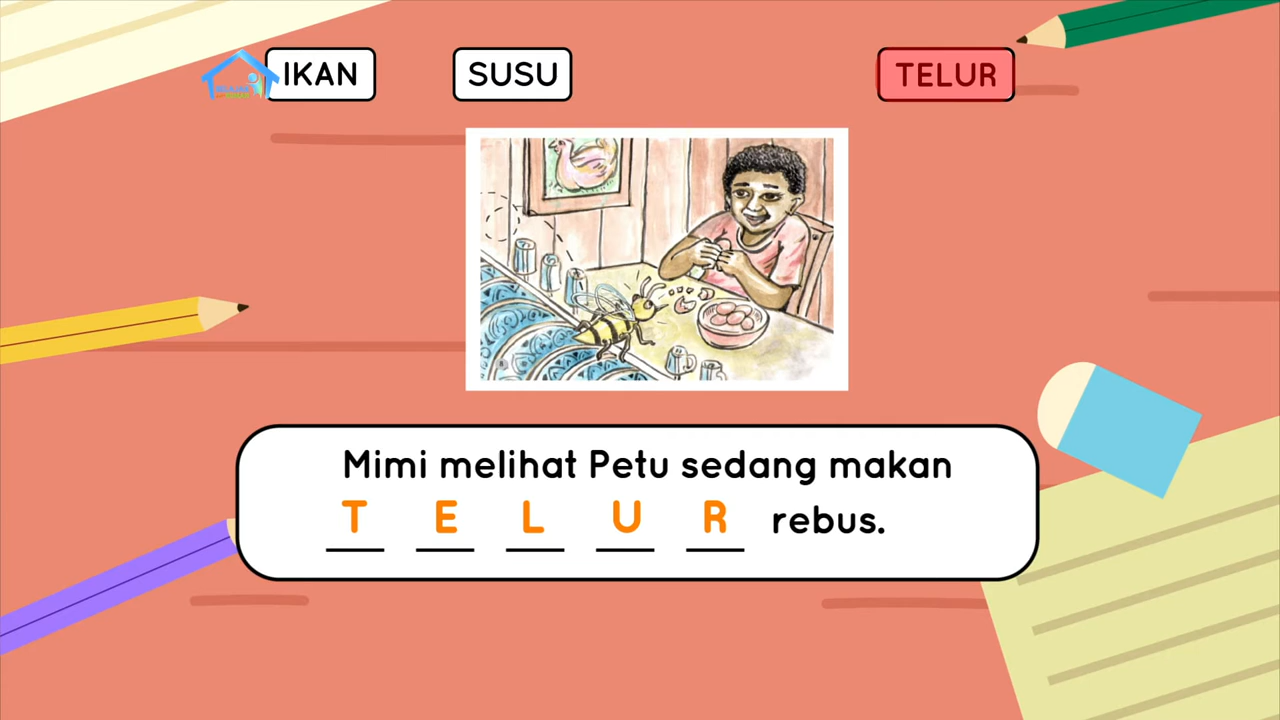 IKAN
SUSU
TELUR
Mimi melihat Petu sedang makan
T E L U R rebus.